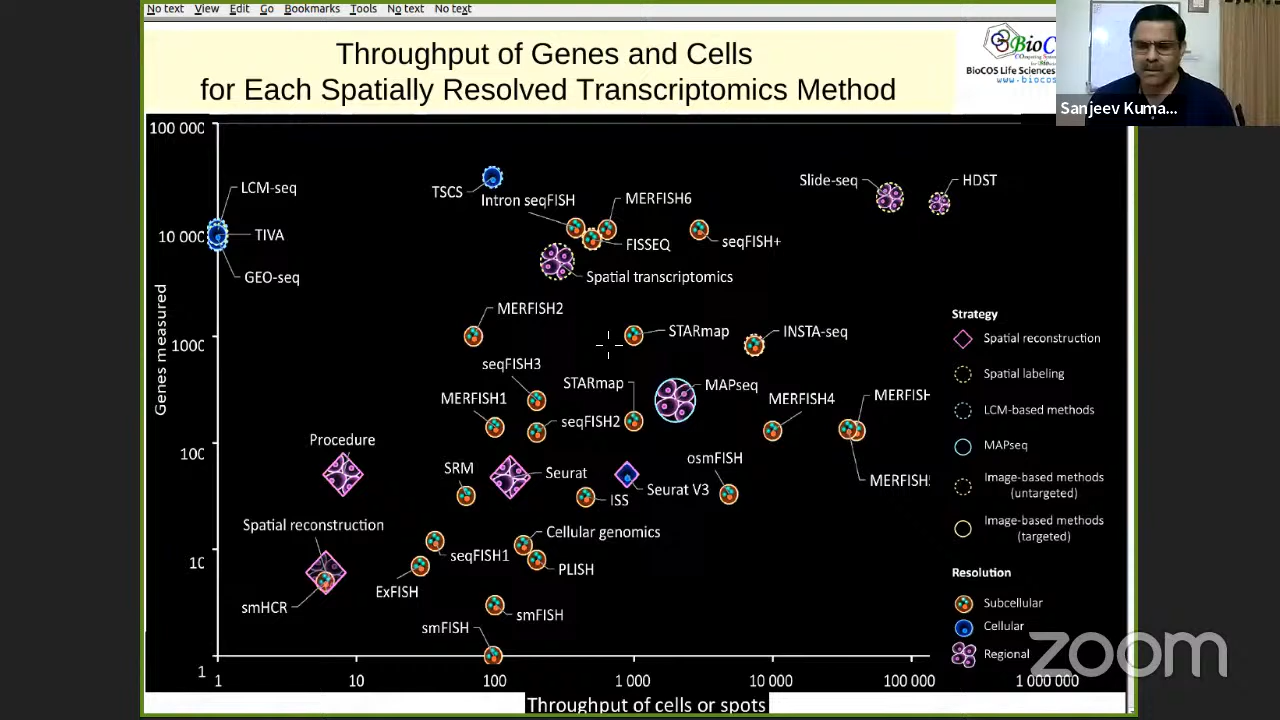 No text View Edit Go Bookmarks Tools No text No text
Throughput of Genes and Cells
for Each Spatially Resolved Transcriptomics Method
BioC
BioCOS Life Sciences
www.biocos
Sanjeev Kuma...
100 000
LCM-seq
TSCS
Slide-seq
HDST
Intron seqFISH
MERFISH6
10 000
TIVA
FISSEQ
seqFISH+
GEO-seq
Spatial transcriptomics
MERFISH2
Genes measured
1000
STARmap
INSTA-seq
seqFISH3
STARmap
MAPseq
MERFISH1
MERFISH4
MERFISH
seqFISH2
100
Procedure
SRM
Seurat
osmFISH
MERFISH
Seurat V3
ISS
Spatial reconstruction
Cellular genomics
10
seqFISH1
PLISH
ExFISH
smHCR
smFISH
smFISH
1
Strategy
Spatial reconstruction
Spatial labeling
LCM-based methods
MAPseq
Image-based methods
(untargeted)
Image-based methods
(targeted)
Resolution
Subcellular
Cellular
Regional
zoom
1 10 100 1 000 10 000 100 000 1 000 000
Throughput of cells or spots